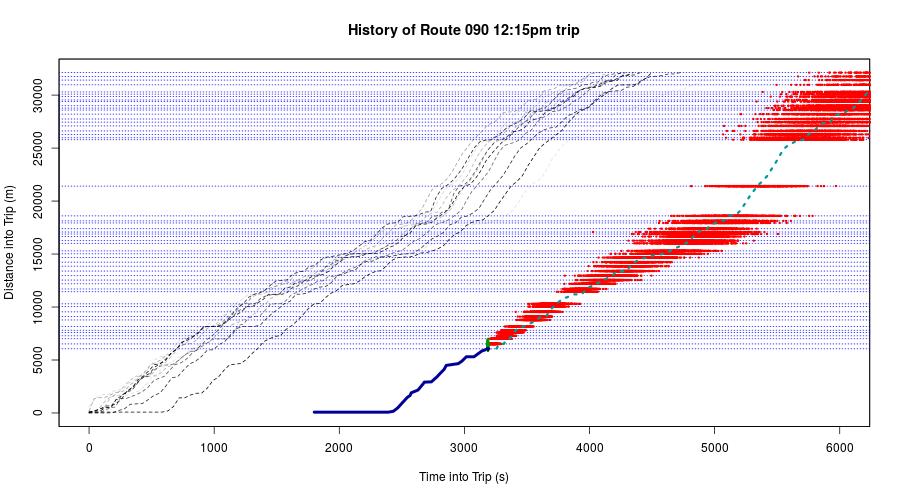 History of Route 090 12:15pm trip
Distance into Trip (m)
30000
25000
20000
15000
10000
5000
0
0 1000 2000 3000 4000 5000 6000
Time into Trip (s)